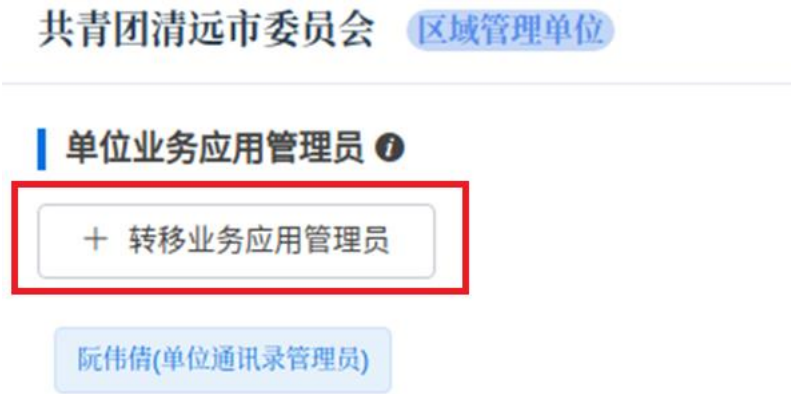 共青团清远市委员会 区域管理单位
单位业务应用管理员
+ 转移业务应用管理员
阮伟倩(单位通讯录管理员)